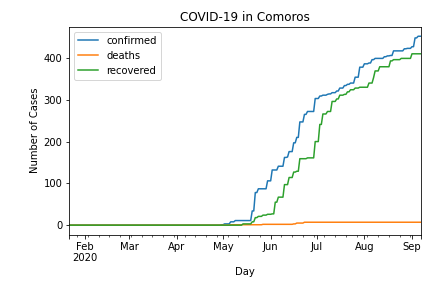 COVID-19 in Comoros
confirmed
deaths
recovered
Number of Cases
400
300
200
100
0
Feb Mar Apr May Jun Jul Aug Sep
2020
Day